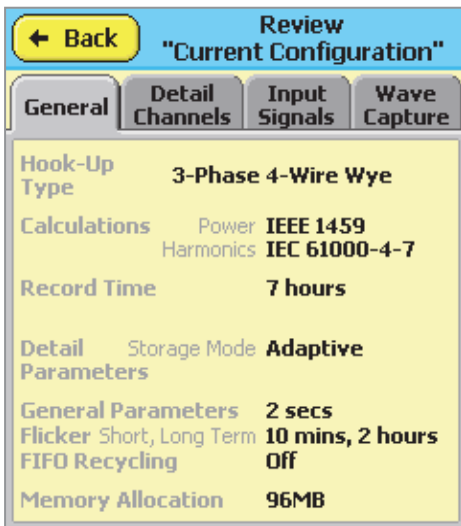 Back
Review
"Current Configuration"
General
Detail
Channels
Input
Signals
Wave
Capture
Hook-Up
Type
3-Phase 4-Wire Wye
Calculations Power IEEE 1459
Harmonics IEC 61000-4-7
Record Time 7 hours
Detail Storage Mode Adaptive
Parameters
General Parameters 2 secs
Flicker Short, Long Term 10 mins, 2 hours
FIFO Recycling Off
Memory Allocation 96MB